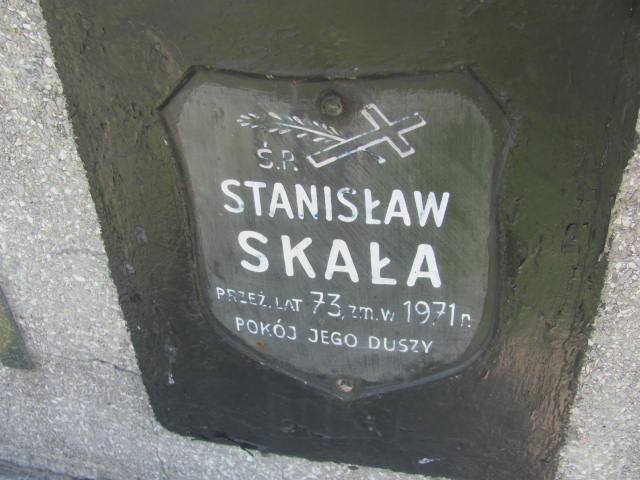 Ś.P.
STANISŁAW
SKAŁA
PRZEŻ. LAT 73, ZM. W 1971 r.
POKÓJ JEGO DUSZY